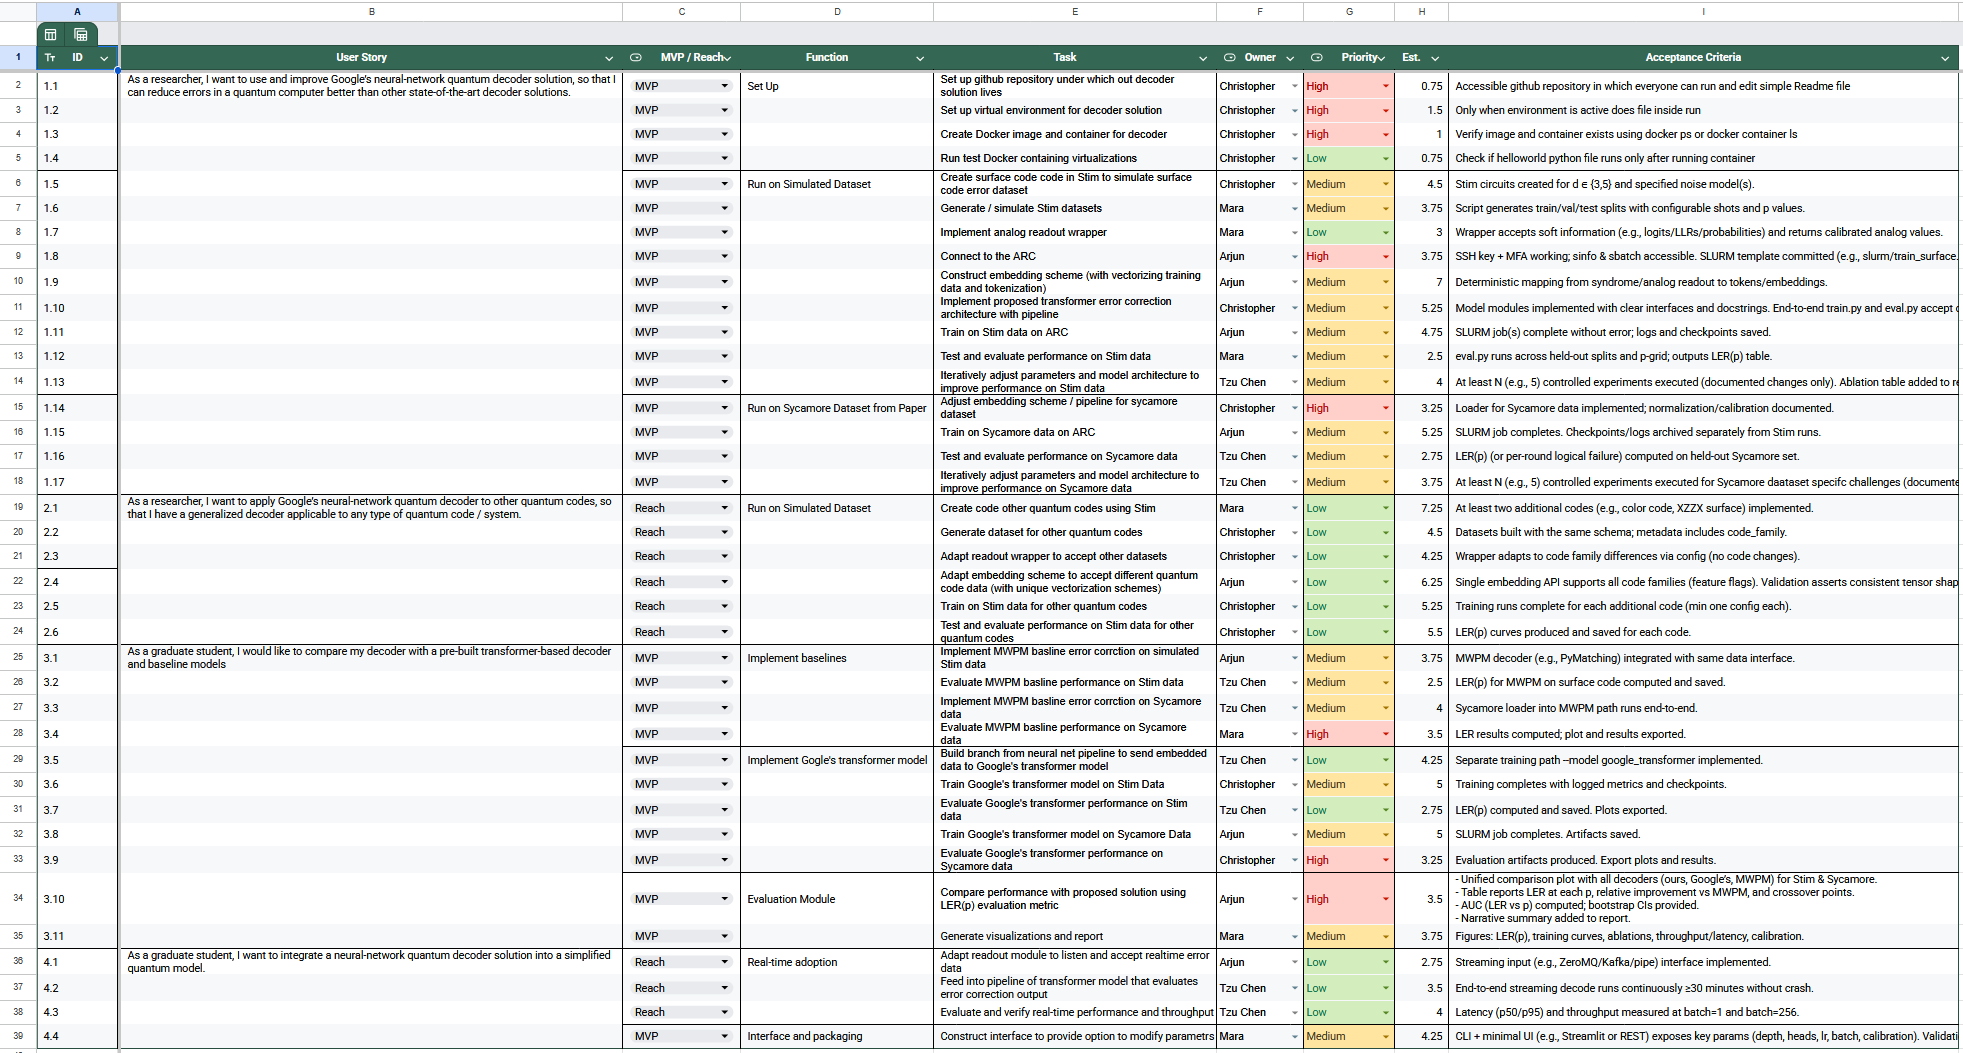 A B C D E F G H I
1 Tт ID User Story MVP / Reach Function Task Owner Priority Est. Acceptance Criteria
2 1.1 As a researcher, I want to use and improve Google's neural-network quantum decoder solution, so that I
can reduce errors in a quantum computer better than other state-of-the-art decoder solutions. MVP Set Up Set up github repository under which out decoder
solution lives Christopher High 0.75 Accessible github repository in which everyone can run and edit simple Readme file
3 1.2 MVP Set up virtual environment for decoder solution Christopher High 1.5 Only when environment is active does file inside run
4 1.3 MVP Create Docker image and container for decoder Christopher High 1 Verify image and container exists using docker ps or docker container ls
5 1.4 MVP Run test Docker containing virtualizations Christopher Low 0.75 Check if helloworld python file runs only after running container
6 1.5 MVP Run on Simulated Dataset Create surface code code in Stim to simulate surface
code error dataset Christopher Medium 4.5 Stim circuits created for d ∈ {3,5} and specified noise model(s).
7 1.6 MVP Generate / simulate Stim datasets Mara Medium 3.75 Script generates train/val/test splits with configurable shots and p values.
8 1.7 MVP Implement analog readout wrapper Mara Low 3 Wrapper accepts soft information (e.g., logits/LLRs/probabilities) and returns calibrated analog values.
9 1.8 MVP Connect to the ARC Arjun High 3.75 SSH key + MFA working; sinfo & sbatch accessible. SLURM template committed (e.g., slurm/train_surface.
10 1.9 MVP Construct embedding scheme (with vectorizing training
data and tokenization) Arjun Medium 7 Deterministic mapping from syndrome/analog readout to tokens/embeddings.
11 1.10 MVP Implement proposed transformer error correction
architecture with pipeline Christopher Medium 5.25 Model modules implemented with clear interfaces and docstrings. End-to-end train.py and eval.py accept c
12 1.11 MVP Train on Stim data on ARC Arjun Medium 4.75 SLURM job(s) complete without error; logs and checkpoints saved.
13 1.12 MVP Test and evaluate performance on Stim data Mara Medium 2.5 eval.py runs across held-out splits and p-grid; outputs LER(p) table.
14 1.13 MVP Iteratively adjust parameters and model architecture to
improve performance on Stim data Tzu Chen Medium 4 At least N (e.g., 5) controlled experiments executed (documented changes only). Ablation table added to re
15 1.14 MVP Run on Sycamore Dataset from Paper Adjust embedding scheme / pipeline for sycamore
dataset Christopher High 3.25 Loader for Sycamore data implemented; normalization/calibration documented.
16 1.15 MVP Train on Sycamore data on ARC Arjun Medium 5.25 SLURM job completes. Checkpoints/logs archived separately from Stim runs.
17 1.16 MVP Test and evaluate performance on Sycamore data Tzu Chen Medium 2.75 LER(p) (or per-round logical failure) computed on held-out Sycamore set.
18 1.17 MVP Iteratively adjust parameters and model architecture to
improve performance on Sycamore data Tzu Chen Medium 3.75 At least N (e.g., 5) controlled experiments executed for Sycamore daataset specifc challenges (documente
19 2.1 As a researcher, I want to apply Google's neural-network quantum decoder to other quantum codes, so
that I have a generalized decoder applicable to any type of quantum code / system. Reach Run on Simulated Dataset Create code other quantum codes using Stim Mara Low 7.25 At least two additional codes (e.g., color code, XZZX surface) implemented.
20 2.2 Reach Generate dataset for other quantum codes Christopher Low 4.5 Datasets built with the same schema; metadata includes code_family.
21 2.3 Reach Adapt readout wrapper to accept other datasets Christopher Low 4.25 Wrapper adapts to code family differences via config (no code changes).
22 2.4 Reach Adapt embedding scheme to accept different quantum
code data (with unique vectorization schemes) Arjun Low 6.25 Single embedding API supports all code families (feature flags). Validation asserts consistent tensor shap
23 2.5 Reach Train on Stim data for other quantum codes Christopher Low 5.25 Training runs complete for each additional code (min one config each).
24 2.6 Reach Test and evaluate performance on Stim data for other
quantum codes Christopher Low 5.5 LER(p) curves produced and saved for each code.
25 3.1 As a graduate student, I would like to compare my decoder with a pre-built transformer-based decoder
and baseline models MVP Implement baselines Implement MWPM basline error corrction on simulated
Stim data Arjun Medium 3.75 MWPM decoder (e.g., PyMatching) integrated with same data interface.
26 3.2 MVP Evaluate MWPM basline performance on Stim data Tzu Chen Medium 2.5 LER(p) for MWPM on surface code computed and saved.
27 3.3 MVP Implement MWPM basline error corrction on Sycamore
data Tzu Chen Medium 4 Sycamore loader into MWPM path runs end-to-end.
28 3.4 MVP Evaluate MWPM basline performance on Sycamore
data Mara High 3.5 LER results computed; plot and results exported.
29 3.5 MVP Implement Gogle's transformer model Build branch from neural net pipeline to send embedded
data to Google's transformer model Tzu Chen Low 4.25 Separate training path --model google_transformer implemented.
30 3.6 MVP Train Google's transformer model on Stim Data Christopher Medium 5 Training completes with logged metrics and checkpoints.
31 3.7 MVP Evaluate Google's transformer performance on Stim
data Tzu Chen Low 2.75 LER(p) computed and saved. Plots exported.
32 3.8 MVP Train Google's transformer model on Sycamore Data Arjun Medium 5 SLURM job completes. Artifacts saved.
33 3.9 MVP Evaluate Google's transformer performance on
Sycamore data Christopher High 3.25 Evaluation artifacts produced. Export plots and results.
34 3.10 MVP Evaluation Module Compare performance with proposed solution using
LER(p) evaluation metric Arjun High 3.5 - Unified comparison plot with all decoders (ours, Google's, MWPM) for Stim & Sycamore.
- Table reports LER at each p, relative improvement vs MWPM, and crossover points.
- AUC (LER vs p) computed; bootstrap CIs provided.
- Narrative summary added to report.
35 3.11 MVP Generate visualizations and report Mara Medium 3.75 Figures: LER(p), training curves, ablations, throughput/latency, calibration.
36 4.1 As a graduate student, I want to integrate a neural-network quantum decoder solution into a simplified
quantum model. Reach Real-time adoption Adapt readout module to listen and accept realtime error
data Arjun Low 2.75 Streaming input (e.g., ZeroMQ/Kafka/pipe) interface implemented.
37 4.2 Reach Feed into pipeline of transformer model that evaluates
error correction output Tzu Chen Low 3.5 End-to-end streaming decode runs continuously ≥30 minutes without crash.
38 4.3 Reach Evaluate and verify real-time performance and throughput Tzu Chen Low 4 Latency (p50/p95) and throughput measured at batch=1 and batch=256.
39 4.4 MVP Interface and packaging Construct interface to provide option to modify parametrs Mara Medium 4.25 CLI + minimal UI (e.g., Streamlit or REST) exposes key params (depth, heads, lr, batch, calibration). Validati